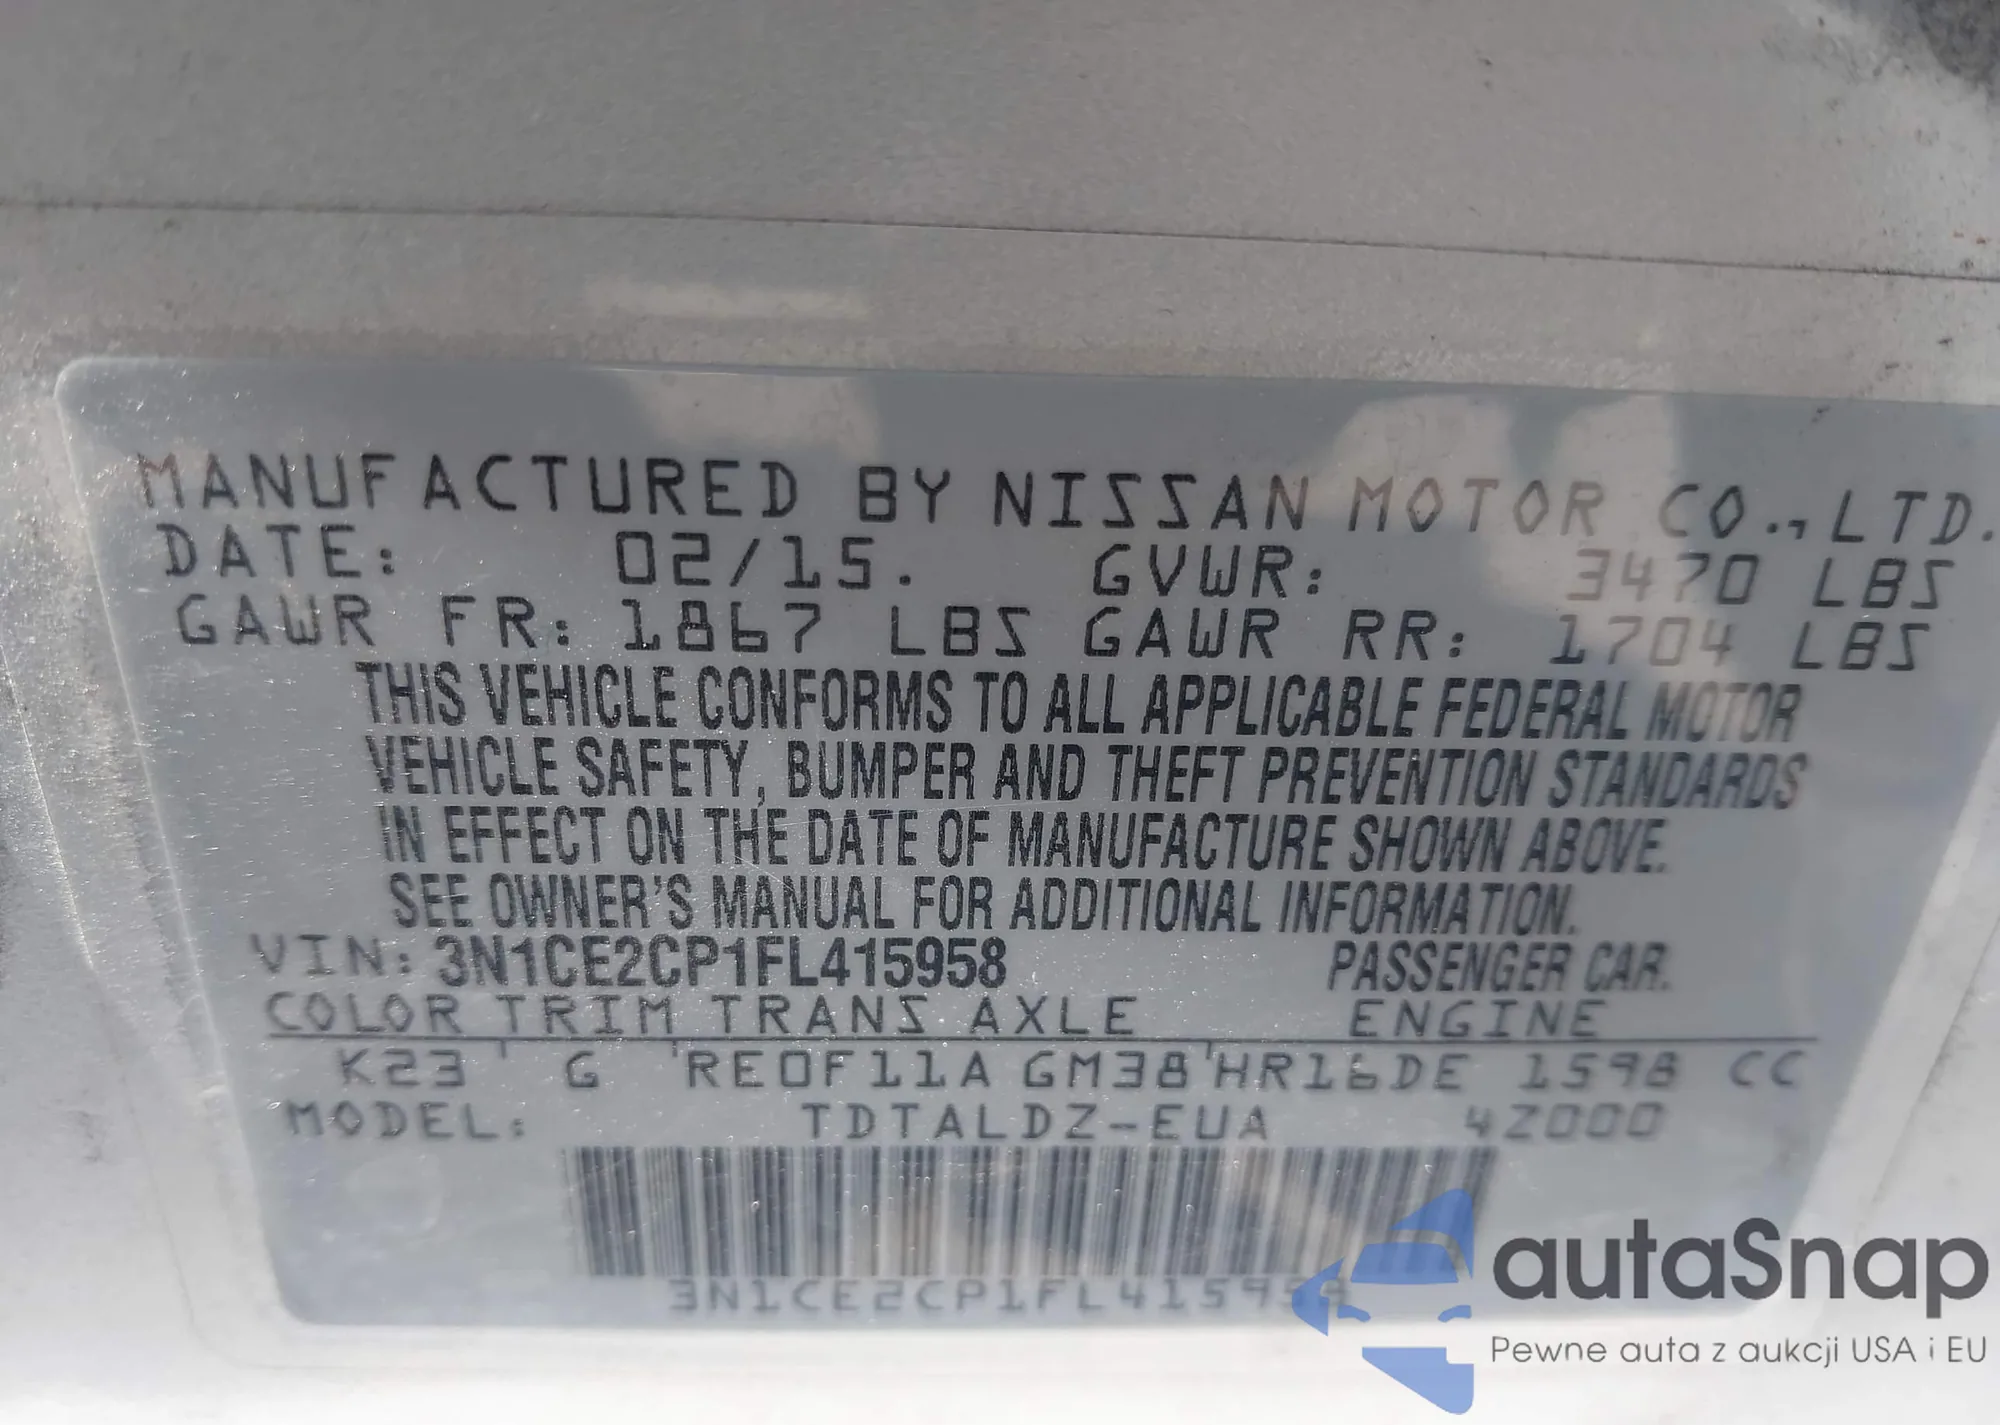 MANUFACTURED BY NISSAN MOTOR CO., LTD.
DATE: 02/15. GVWR: 3470 LBS
GAWR FR: 1867 LBS GAWR RR: 1704 LBS
THIS VEHICLE CONFORMS TO ALL APPLICABLE FEDERAL MOTOR
VEHICLE SAFETY, BUMPER AND THEFT PREVENTION STANDARDS
IN EFFECT ON THE DATE OF MANUFACTURE SHOWN ABOVE.
SEE OWNER'S MANUAL FOR ADDITIONAL INFORMATION.
VIN: 3N1CE2CP1FL415958 PASSENGER CAR.
COLOR TRIM TRANS AXLE ENGINE
K23 G RE0F11A GM38 HR16DE 1598 CC
MODEL: TDTALDZ-EUA 4Z000
3N1CE2CP1FL415958
autaSnap
Pewne auta z aukcji USA i EU